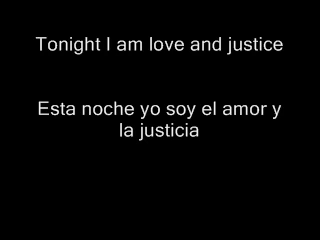 Tonight I am love and justice
Esta noche yo soy el amor y
la justicia